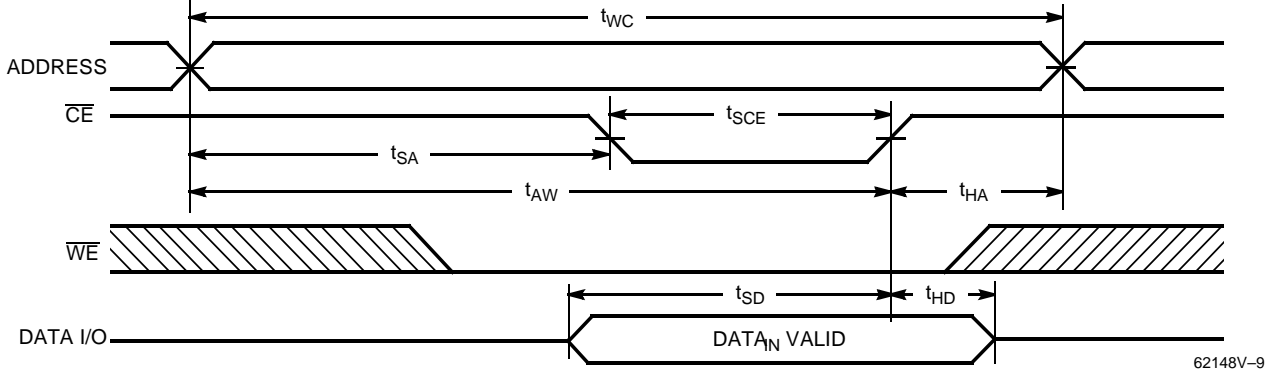 tWC
ADDRESS
CE
tSCE
tSA
tAW
tHA
WE
tSD
tHD
DATA I/O
DATAIN VALID
62148V–9